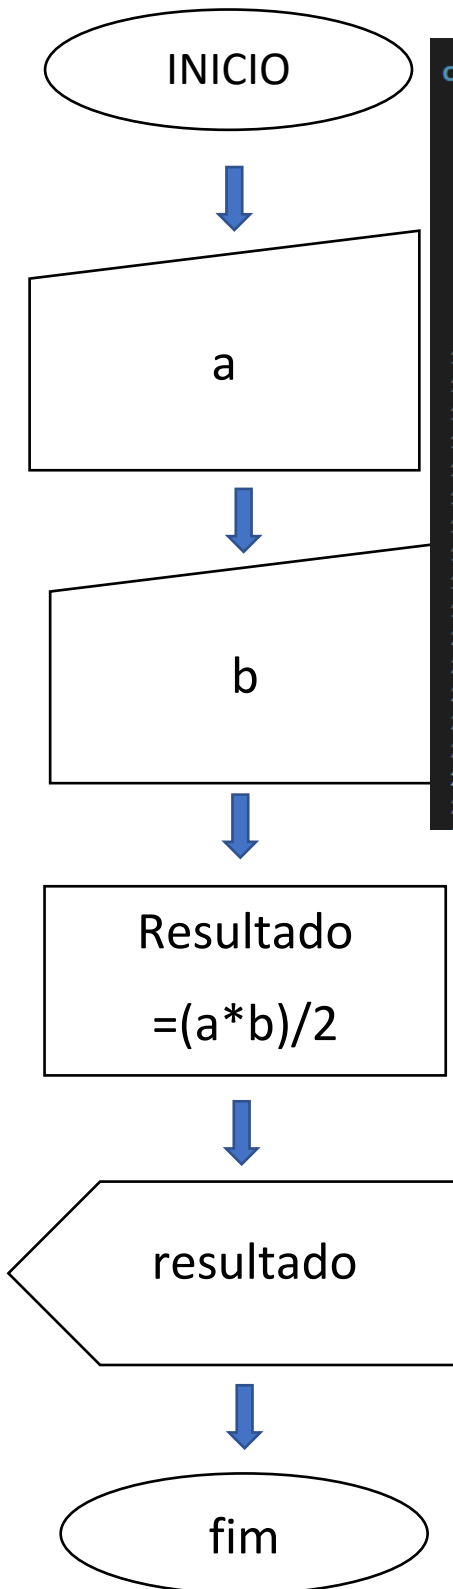 INICIO
a
b
Resultado
=(a*b)/2
resultado
fim